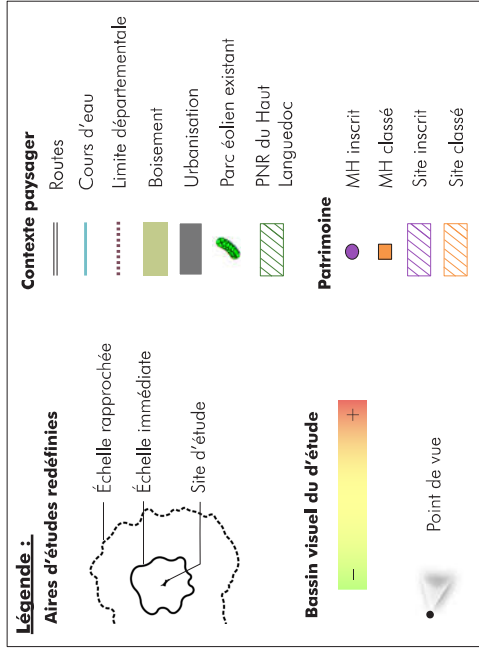 Légende :
Aires d'études redéfinies
Échelle rapprochée
Échelle immédiate
Site d'étude
Bassin visuel du d'étude
− +
Point de vue
Contexte paysager
Routes
Cours d'eau
Limite départementale
Boisement
Urbanisation
Parc éolien existant
PNR du Haut
Languedoc
Patrimoine
MH inscrit
MH classé
Site inscrit
Site classé